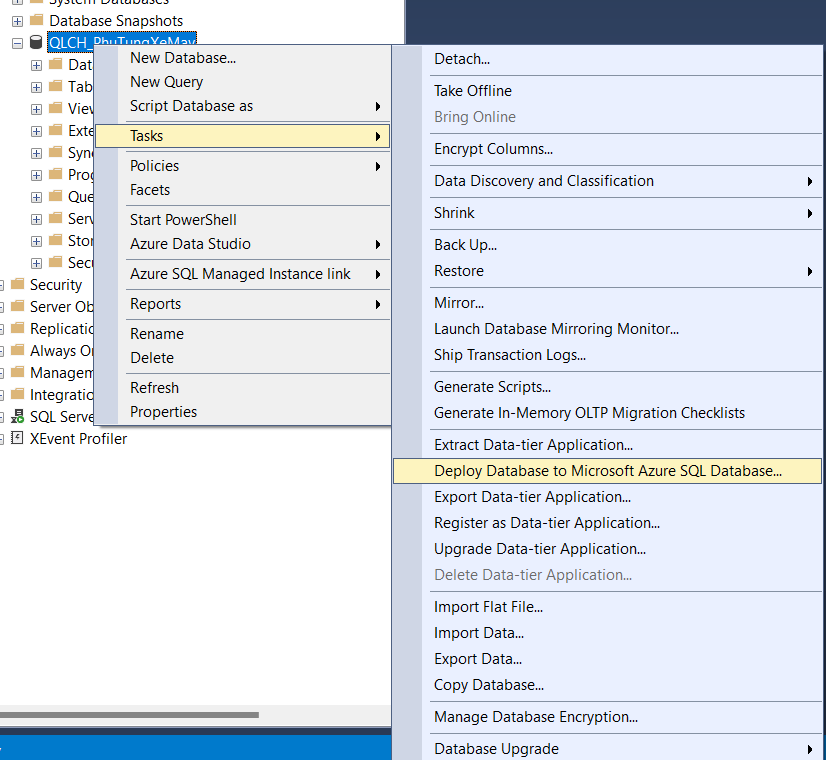 System Databases
Database Snapshots
QLCH_PhuTungXeMay
Dat
Tab
View
Exte
Syno
Prog
Que
Serv
Stor
Secu
Security
Server Ob
Replicatio
Always On
Managem
Integratio
SQL Serve
XEvent Profiler
New Database...
New Query
Script Database as
Tasks
Policies
Facets
Start PowerShell
Azure Data Studio
Azure SQL Managed Instance link
Reports
Rename
Delete
Refresh
Properties
Detach...
Take Offline
Bring Online
Encrypt Columns...
Data Discovery and Classification
Shrink
Back Up...
Restore
Mirror...
Launch Database Mirroring Monitor...
Ship Transaction Logs...
Generate Scripts...
Generate In-Memory OLTP Migration Checklists
Extract Data-tier Application...
Deploy Database to Microsoft Azure SQL Database...
Export Data-tier Application...
Register as Data-tier Application...
Upgrade Data-tier Application...
Delete Data-tier Application...
Import Flat File...
Import Data...
Export Data...
Copy Database...
Manage Database Encryption...
Database Upgrade